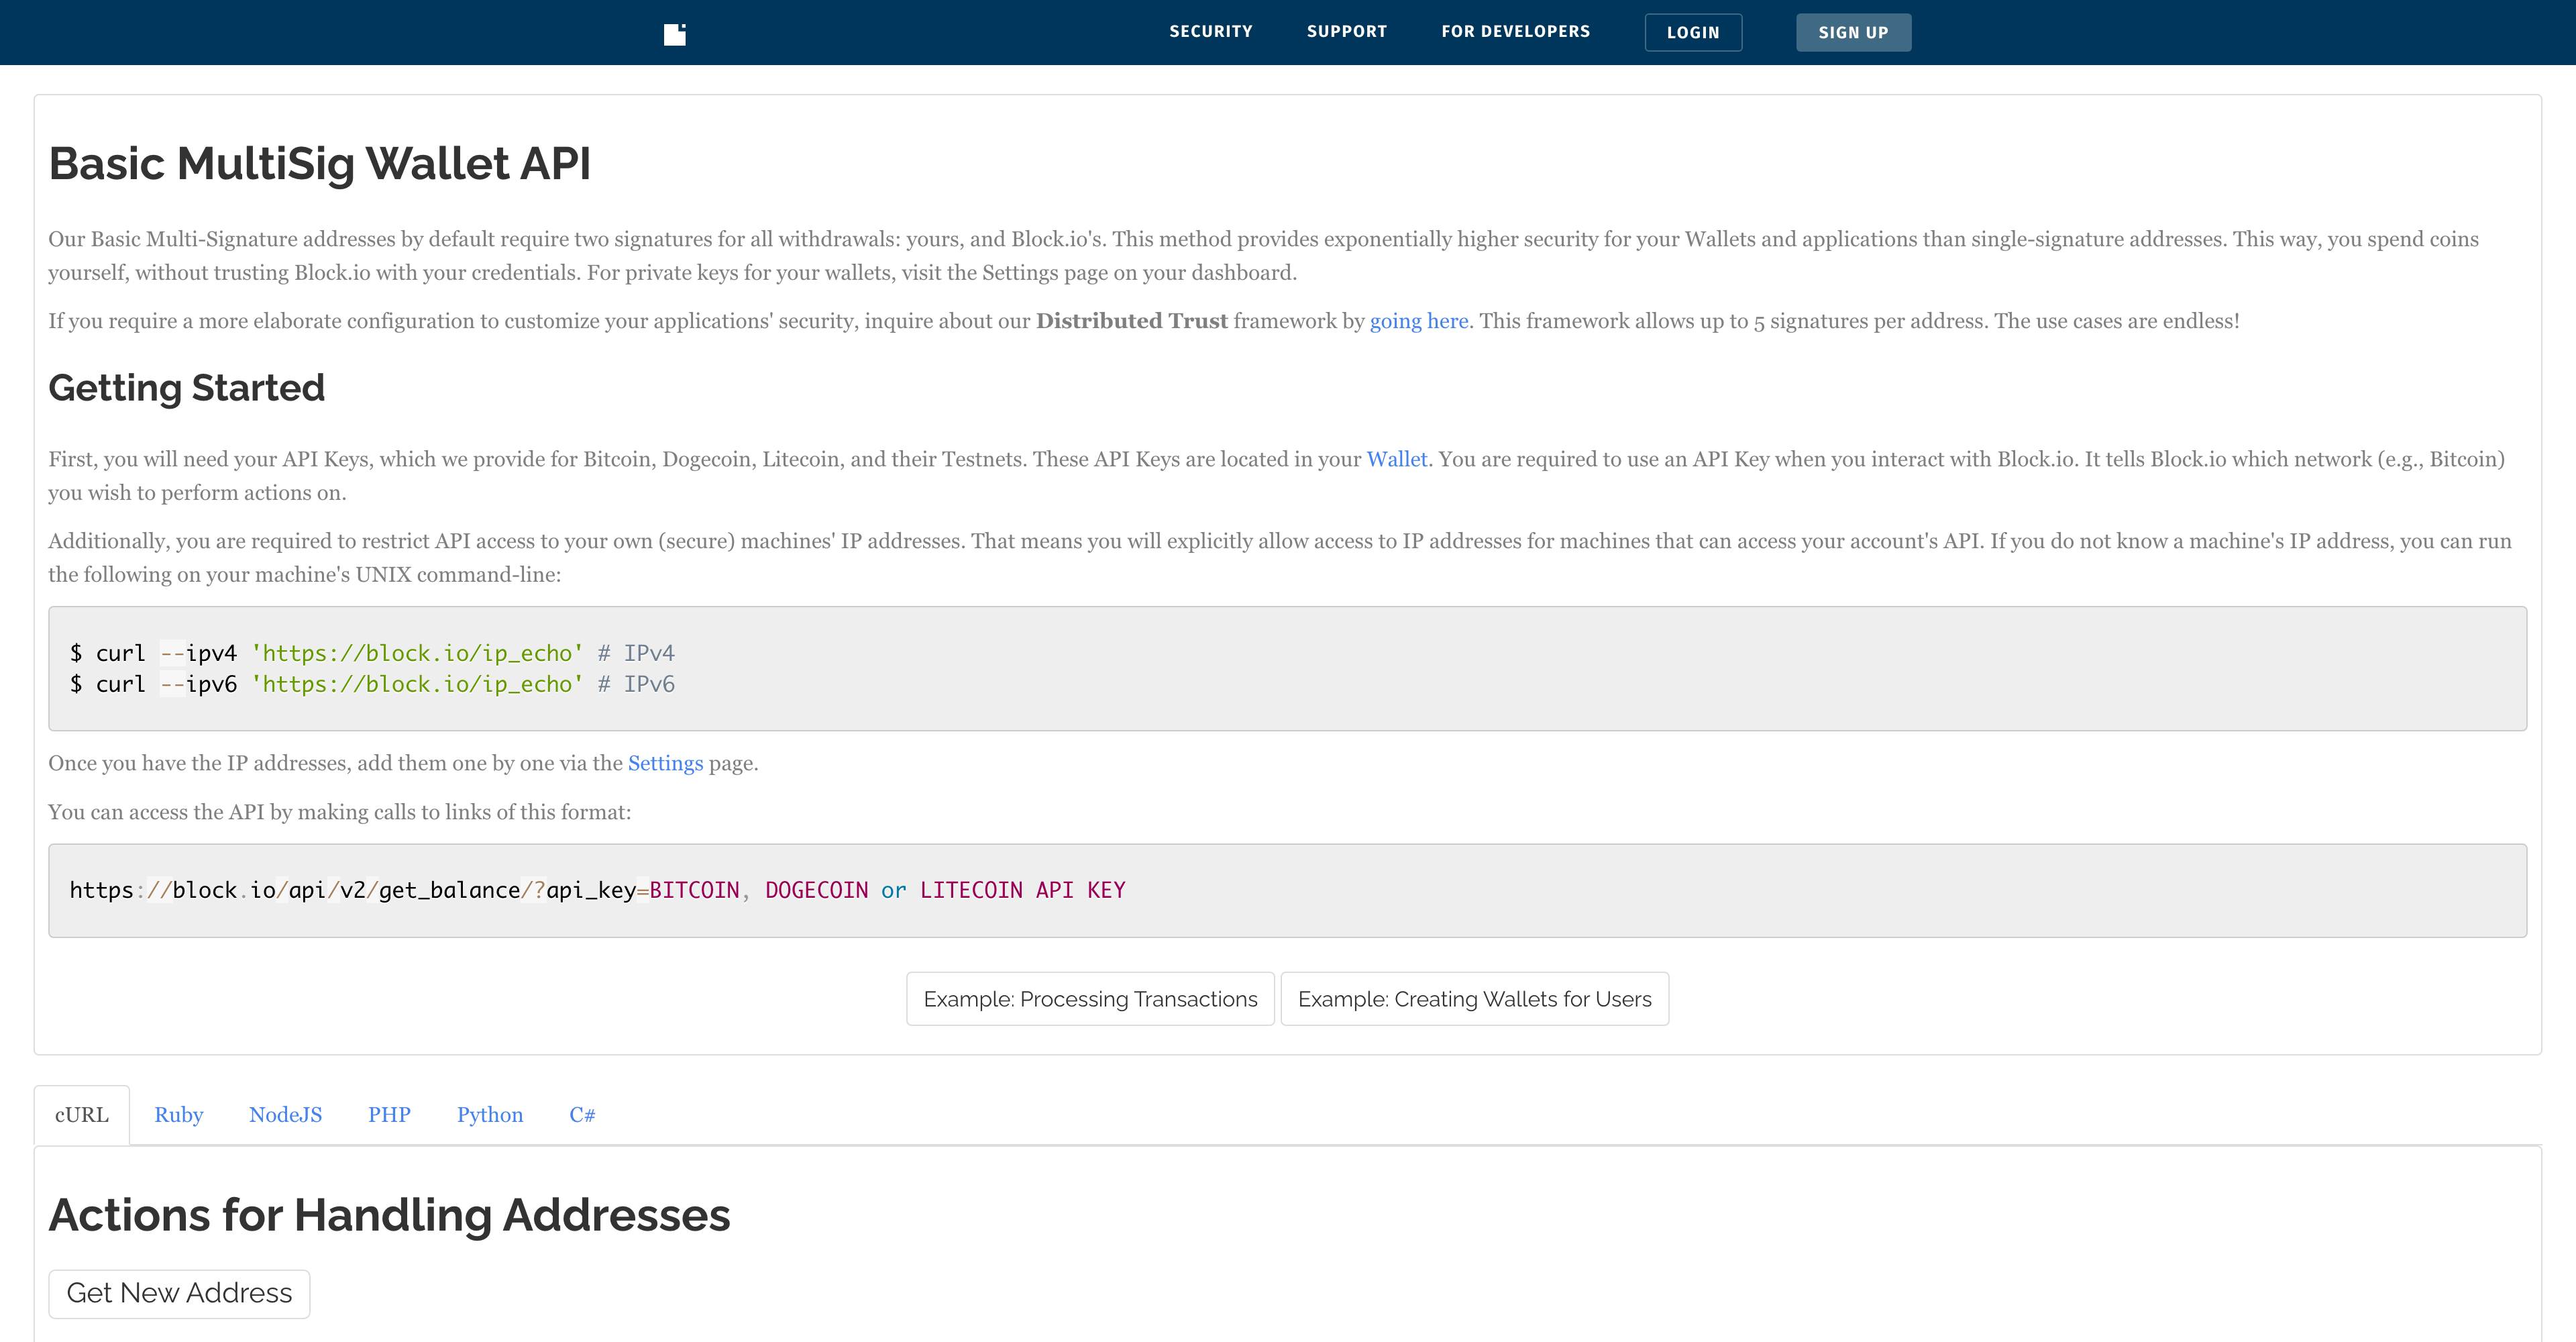 SECURITY SUPPORT FOR DEVELOPERS LOGIN SIGN UP
Basic MultiSig Wallet API
Our Basic Multi-Signature addresses by default require two signatures for all withdrawals: yours, and Block.io's. This method provides exponentially higher security for your Wallets and applications than single-signature addresses. This way, you spend coins
yourself, without trusting Block.io with your credentials. For private keys for your wallets, visit the Settings page on your dashboard.
If you require a more elaborate configuration to customize your applications' security, inquire about our Distributed Trust framework by going here. This framework allows up to 5 signatures per address. The use cases are endless!
Getting Started
First, you will need your API Keys, which we provide for Bitcoin, Dogecoin, Litecoin, and their Testnets. These API Keys are located in your Wallet. You are required to use an API Key when you interact with Block.io. It tells Block.io which network (e.g., Bitcoin)
you wish to perform actions on.
Additionally, you are required to restrict API access to your own (secure) machines' IP addresses. That means you will explicitly allow access to IP addresses for machines that can access your account's API. If you do not know a machine's IP address, you can run
the following on your machine's UNIX command-line:
$ curl --ipv4 'https://block.io/ip_echo' # IPv4
$ curl --ipv6 'https://block.io/ip_echo' # IPv6
Once you have the IP addresses, add them one by one via the Settings page.
You can access the API by making calls to links of this format:
https://block.io/api/v2/get_balance/?api_key=BITCOIN, DOGECOIN or LITECOIN API KEY
Example: Processing Transactions Example: Creating Wallets for Users
cURL Ruby NodeJS PHP Python C#
Actions for Handling Addresses
Get New Address